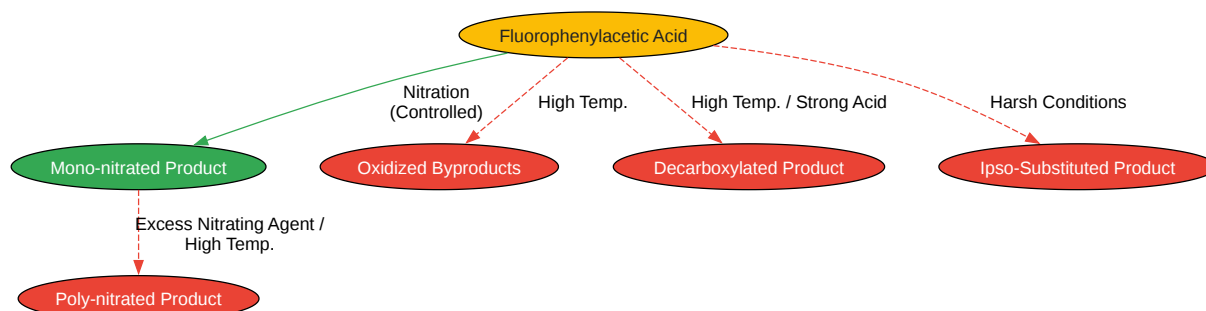 Fluorophenylacetic Acid
Nitration
(Controlled)
High Temp.
High Temp. / Strong Acid
Harsh Conditions
Mono-nitrated Product
Oxidized Byproducts
Decarboxylated Product
Ipso-Substituted Product
Excess Nitrating Agent /
High Temp.
Poly-nitrated Product